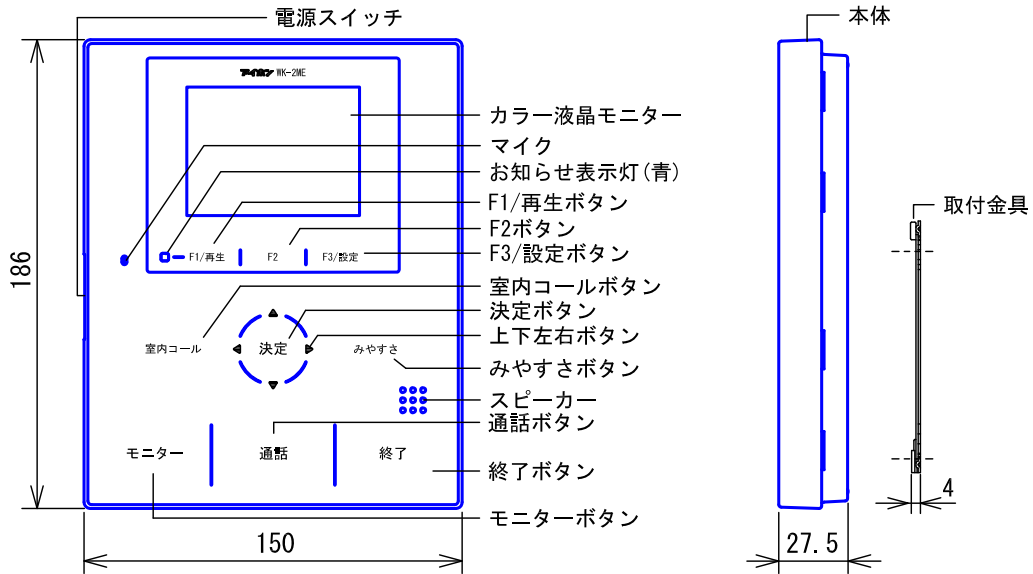 電源スイッチ
本体
アイホン WK-2ME
カラー液晶モニター
マイク
お知らせ表示灯(青)
F1/再生ボタン
F2ボタン
F3/設定ボタン
室内コールボタン
決定ボタン
上下左右ボタン
みやすさボタン
スピーカー
通話ボタン
終了ボタン
モニターボタン
F1/再生
F2
F3/設定
室内コール
決定
みやすさ
モニター
通話
終了
取付金具
186
150
27.5
4